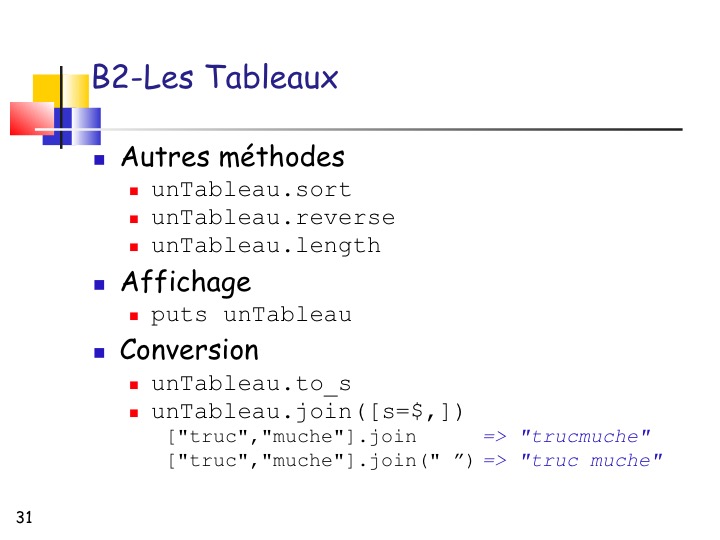 B2-Les Tableaux
Autres méthodes
unTableau.sort
unTableau.reverse
unTableau.length
Affichage
puts unTableau
Conversion
unTableau.to_s
unTableau.join([s=$,])
["truc","muche"].join => "trucmuche"
["truc","muche"].join(" ”) => "truc muche"
31